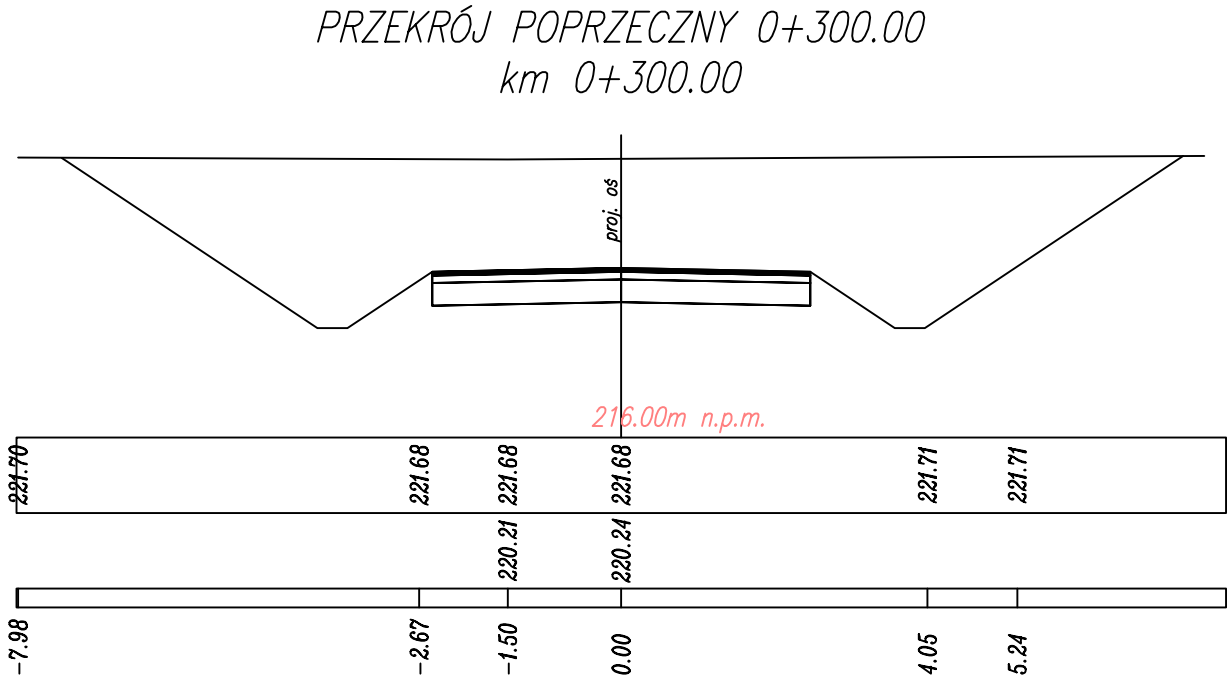 PRZEKRÓJ POPRZECZNY 0+300.00
km 0+300.00
proj. oś
216.00m n.p.m.
221.70 221.68 221.68 221.68 221.71 221.71
220.21 220.24
-7.98 -2.67 -1.50 0.00 4.05 5.24